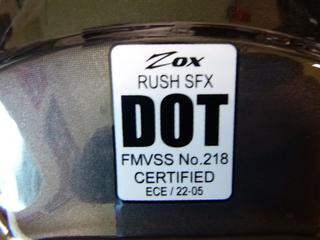 Zox
RUSH SFX
DOT
FMVSS No.218
CERTIFIED
ECE / 22-05